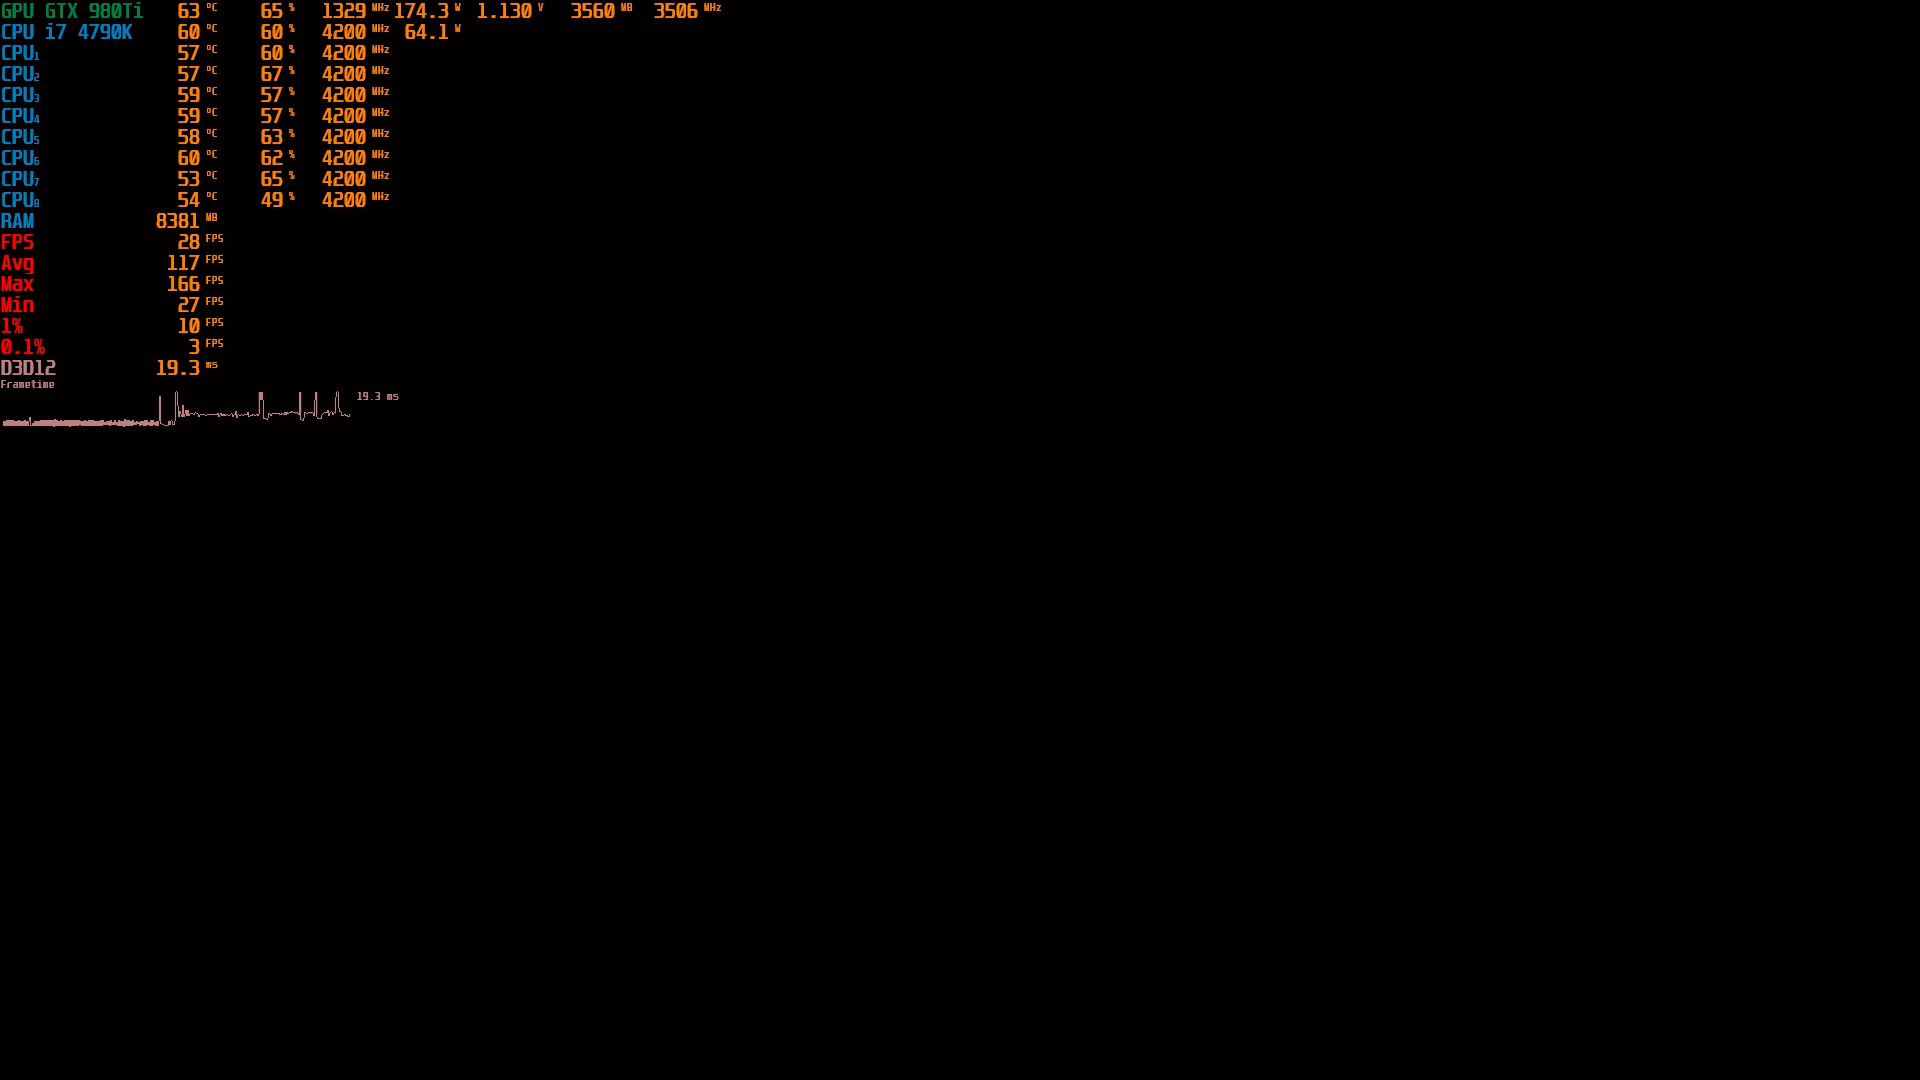 GPU GTX 980Ti 63 °C 65 % 1329 MHz 174.3 W 1.130 V 3560 MB 3506 MHz
CPU i7 4790K 60 °C 60 % 4200 MHz 64.1 W
CPU1 57 °C 60 % 4200 MHz
CPU2 57 °C 67 % 4200 MHz
CPU3 59 °C 57 % 4200 MHz
CPU4 59 °C 57 % 4200 MHz
CPU5 58 °C 63 % 4200 MHz
CPU6 60 °C 62 % 4200 MHz
CPU7 53 °C 65 % 4200 MHz
CPU8 54 °C 49 % 4200 MHz
RAM 8381 MB
FPS 28 FPS
Avg 117 FPS
Max 166 FPS
Min 27 FPS
1% 10 FPS
0.1% 3 FPS
D3D12 19.3 ms
Frametime
19.3 ms